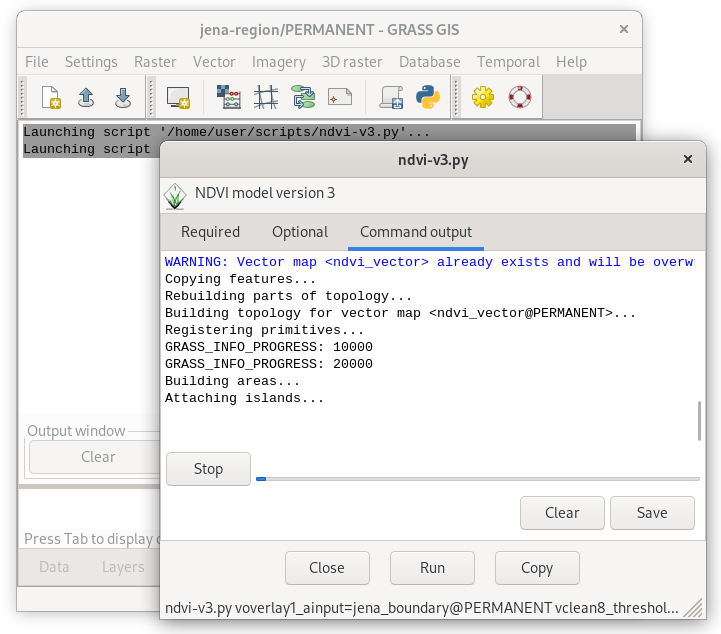 jena-region/PERMANENT - GRASS GIS
File Settings Raster Vector Imagery 3D raster Database Temporal Help
Launching script '/home/user/scripts/ndvi-v3.py'...
Launching script
ndvi-v3.py
NDVI model version 3
Required Optional Command output
WARNING: Vector map <ndvi_vector> already exists and will be overw
Copying features...
Rebuilding parts of topology...
Building topology for vector map <ndvi_vector@PERMANENT>...
Registering primitives...
GRASS_INFO_PROGRESS: 10000
GRASS_INFO_PROGRESS: 20000
Building areas...
Attaching islands...
Output window
Clear
Stop
Clear Save
Press Tab to display
Data Layers
Close Run Copy
ndvi-v3.py voverlay1_ainput=jena_boundary@PERMANENT vclean8_threshol...